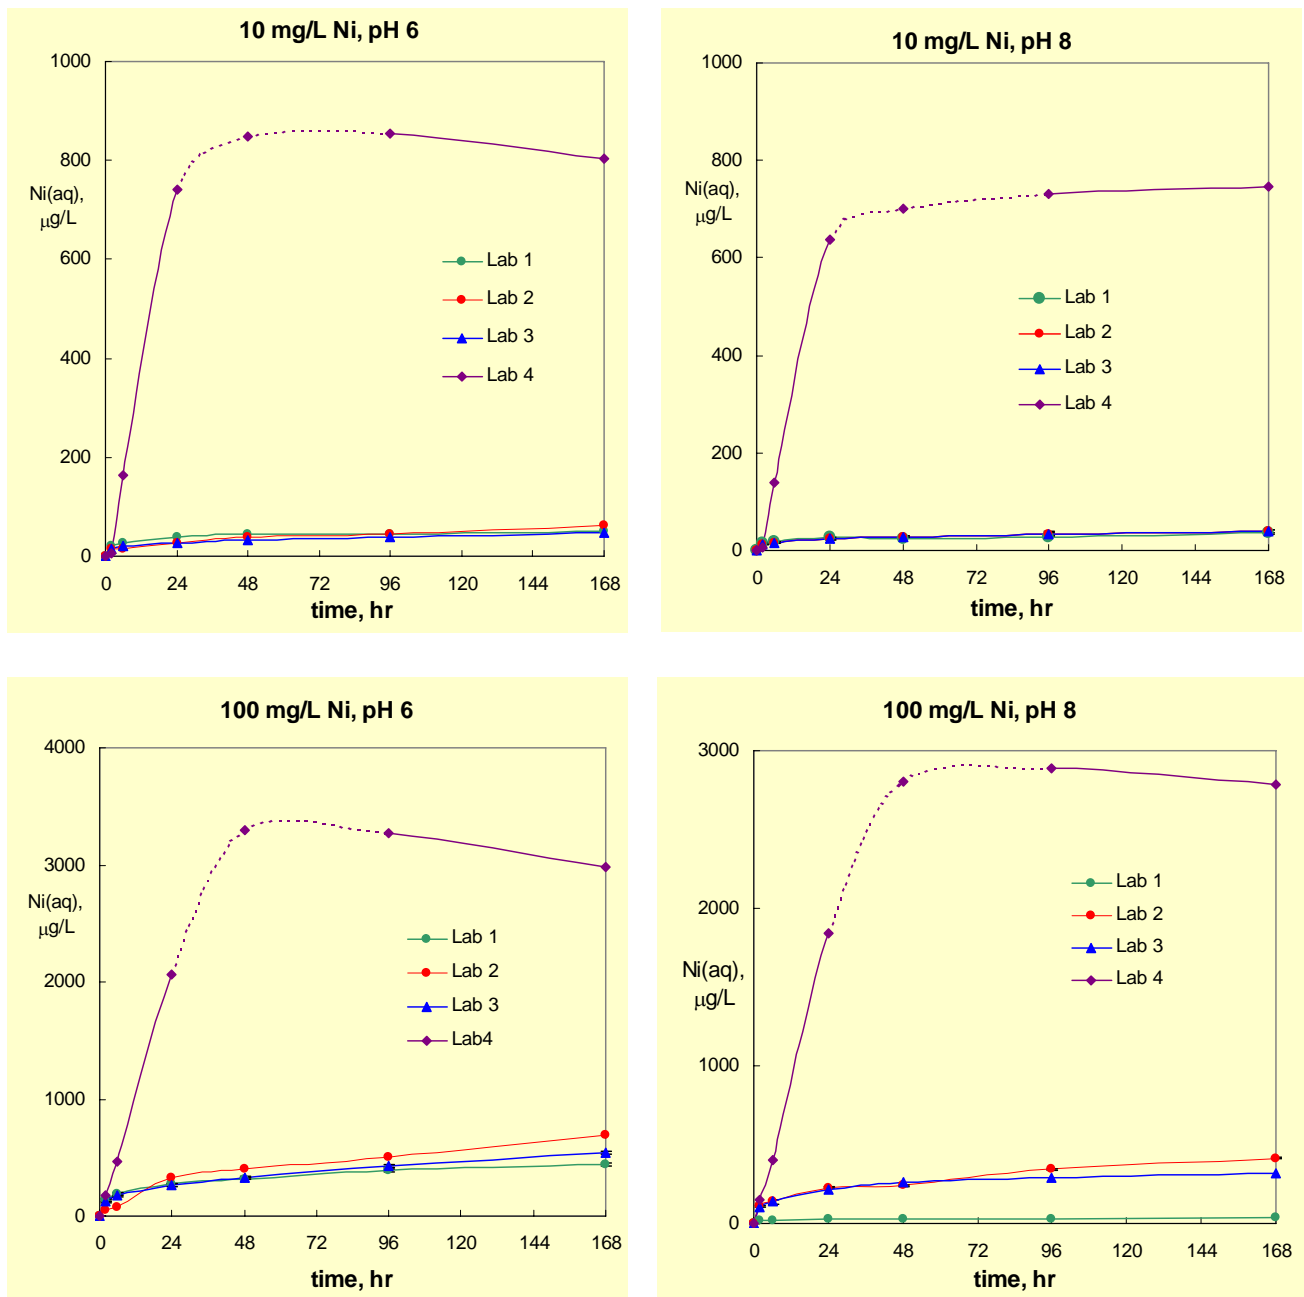 10 mg/L Ni, pH 6
1000
800
Ni(aq),
µg/L
600
400
200
0
Lab 1
Lab 2
Lab 3
Lab 4
0 24 48 72 96 120 144 168
time, hr
10 mg/L Ni, pH 8
1000
800
Ni(aq),
µg/L
600
400
200
0
Lab 1
Lab 2
Lab 3
Lab 4
0 24 48 72 96 120 144 168
time, hr
100 mg/L Ni, pH 6
4000
3000
Ni(aq),
µg/L
2000
1000
0
Lab 1
Lab 2
Lab 3
Lab4
0 24 48 72 96 120 144 168
time, hr
100 mg/L Ni, pH 8
3000
2000
Ni(aq),
µg/L
1000
0
Lab 1
Lab 2
Lab 3
Lab 4
0 24 48 72 96 120 144 168
time, hr